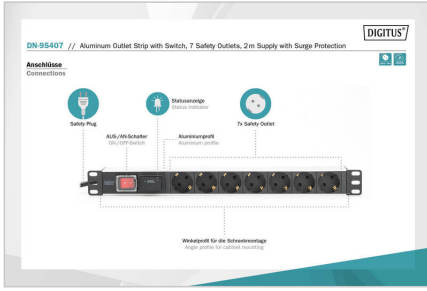 DIGITUS®
DN-95407 // Aluminum Outlet Strip with Switch, 7 Safety Outlets, 2 m Supply with Surge Protection
Anschlüsse
Connections
Statusanzeige
Status indicator
Safety Plug
7x Safety Outlet
AUS-/AN-Schalter
ON-/OFF-Switch
Aluminiumprofil
Aluminium profile
Winkelprofil für die Schrankmontage
Angle profile for cabinet mounting